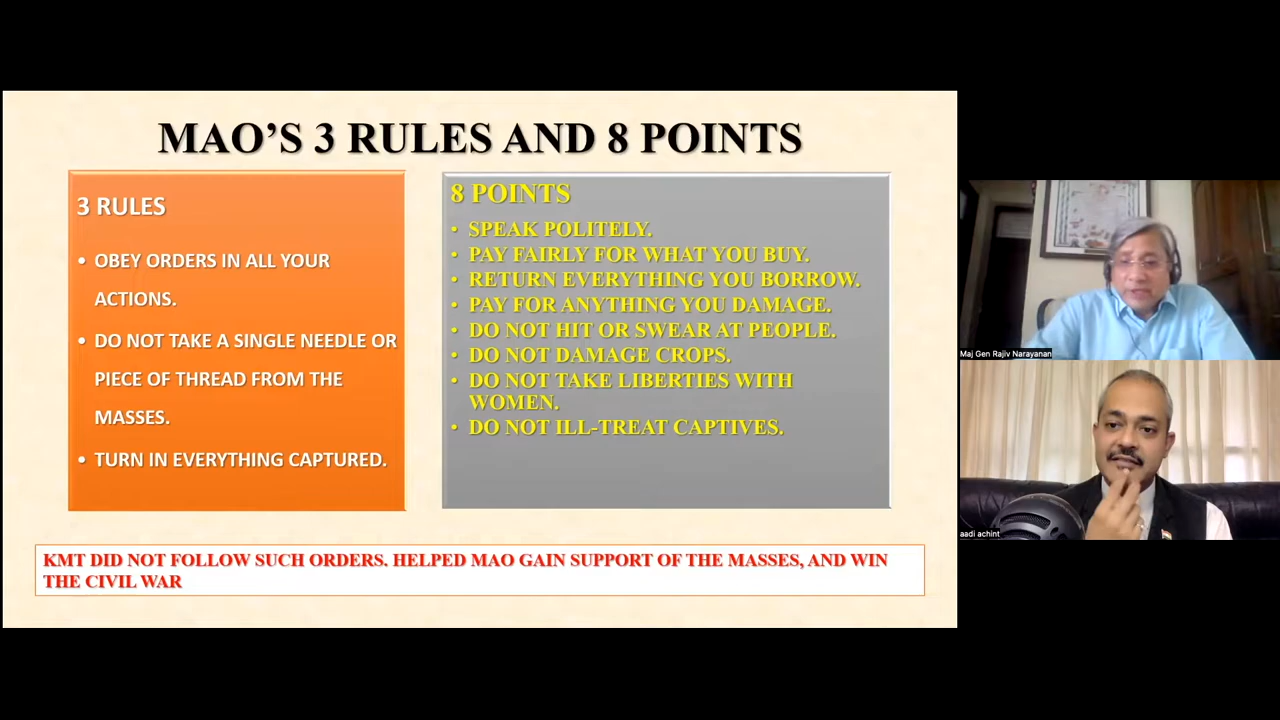 MAO'S 3 RULES AND 8 POINTS
3 RULES
• OBEY ORDERS IN ALL YOUR
ACTIONS.
• DO NOT TAKE A SINGLE NEEDLE OR
PIECE OF THREAD FROM THE
MASSES.
• TURN IN EVERYTHING CAPTURED.
8 POINTS
• SPEAK POLITELY.
• PAY FAIRLY FOR WHAT YOU BUY.
• RETURN EVERYTHING YOU BORROW.
• PAY FOR ANYTHING YOU DAMAGE.
• DO NOT HIT OR SWEAR AT PEOPLE.
• DO NOT DAMAGE CROPS.
• DO NOT TAKE LIBERTIES WITH
WOMEN.
• DO NOT ILL-TREAT CAPTIVES.
KMT DID NOT FOLLOW SUCH ORDERS. HELPED MAO GAIN SUPPORT OF THE MASSES, AND WIN
THE CIVIL WAR
Maj Gen Rajiv Narayanan
aadi achint